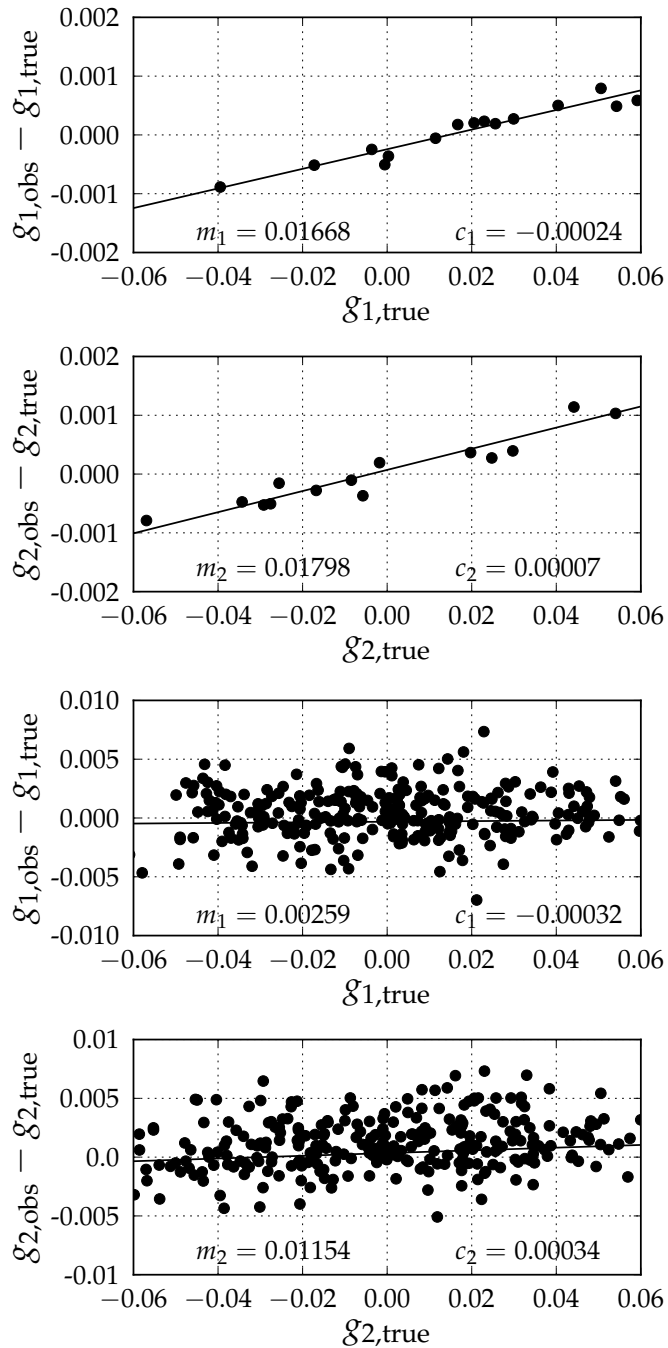 0.002
0.001
0.000
-0.001
-0.002
g1,obs − g1,true
m1 = 0.01668 c1 = −0.00024
−0.06 −0.04 −0.02 0.00 0.02 0.04 0.06
g1,true
0.002
0.001
0.000
-0.001
-0.002
g2,obs − g2,true
m2 = 0.01798 c2 = 0.00007
−0.06 −0.04 −0.02 0.00 0.02 0.04 0.06
g2,true
0.010
0.005
0.000
-0.005
-0.010
g1,obs − g1,true
m1 = 0.00259 c1 = −0.00032
−0.06 −0.04 −0.02 0.00 0.02 0.04 0.06
g1,true
0.01
0.005
0.0
-0.005
-0.01
g2,obs − g2,true
m2 = 0.01154 c2 = 0.00034
−0.06 −0.04 −0.02 0.00 0.02 0.04 0.06
g2,true